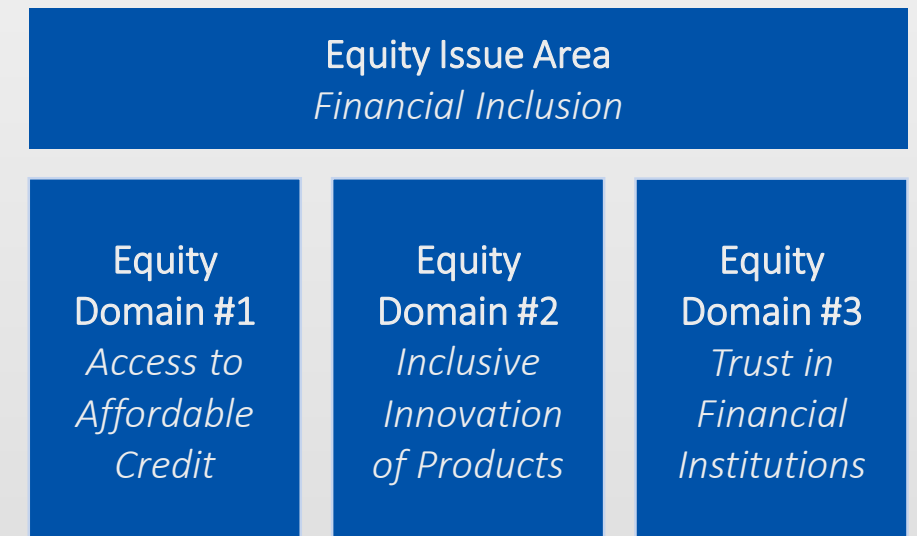 Equity Issue Area
Financial Inclusion
Equity
Domain #1
Access to
Affordable
Credit
Equity
Domain #2
Inclusive
Innovation
of Products
Equity
Domain #3
Trust in
Financial
Institutions